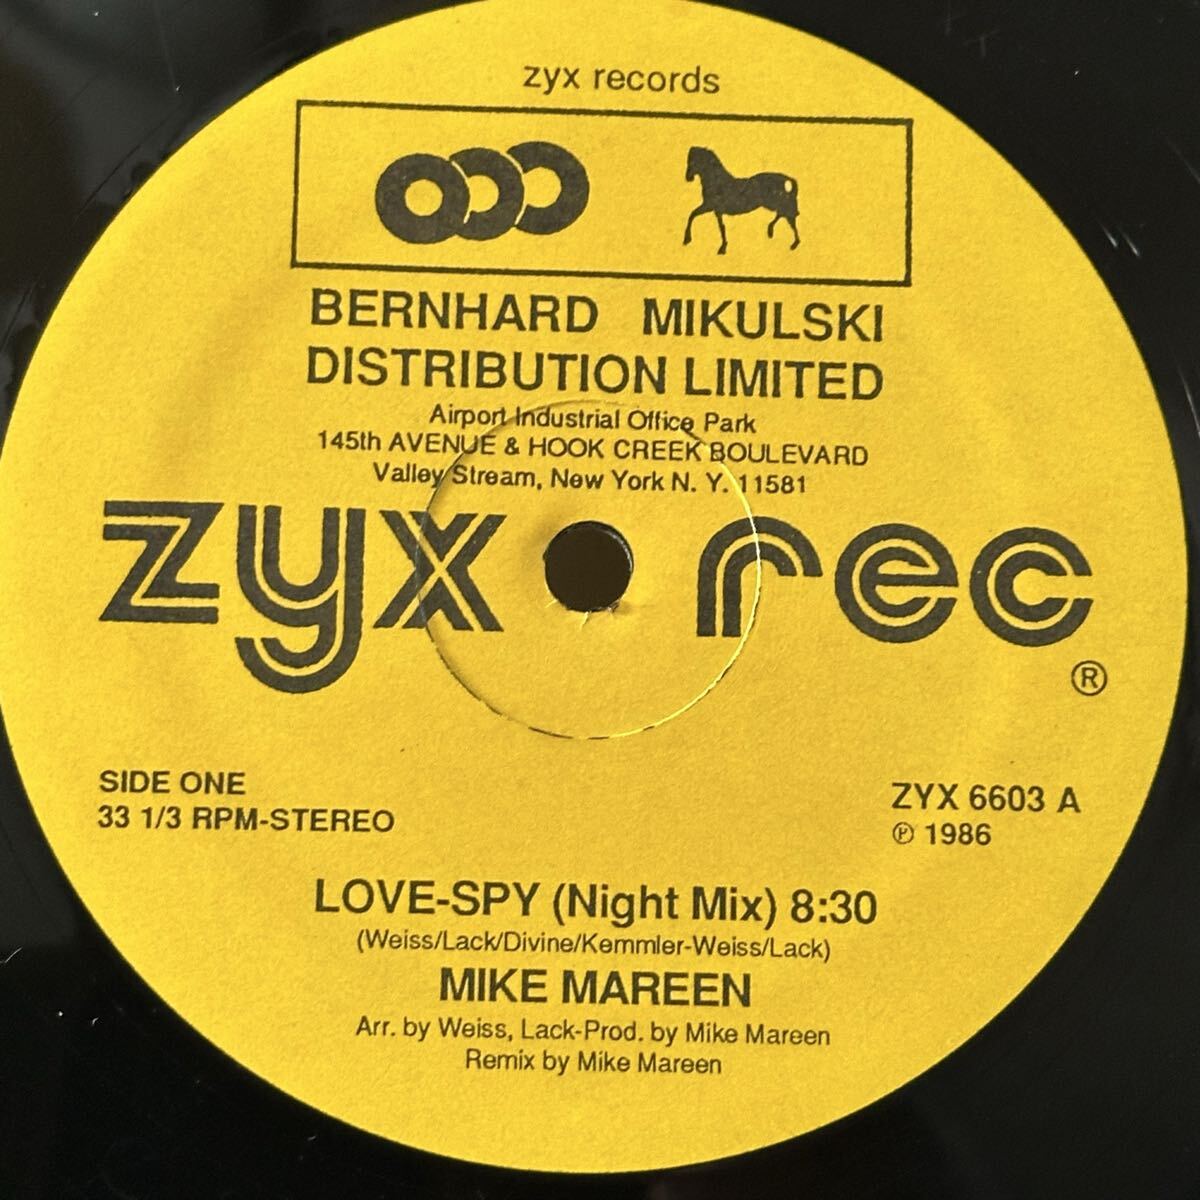 zyx records
BERNHARD MIKULSKI
DISTRIBUTION LIMITED
Airport Industrial Office Park
145th AVENUE & HOOK CREEK BOULEVARD
Valley Stream, New York N. Y. 11581
zyx rec
®
SIDE ONE
33 1/3 RPM-STEREO
ZYX 6603 A
℗ 1986
LOVE-SPY (Night Mix) 8:30
(Weiss/Lack/Divine/Kemmler-Weiss/Lack)
MIKE MAREEN
Arr. by Weiss, Lack-Prod. by Mike Mareen
Remix by Mike Mareen